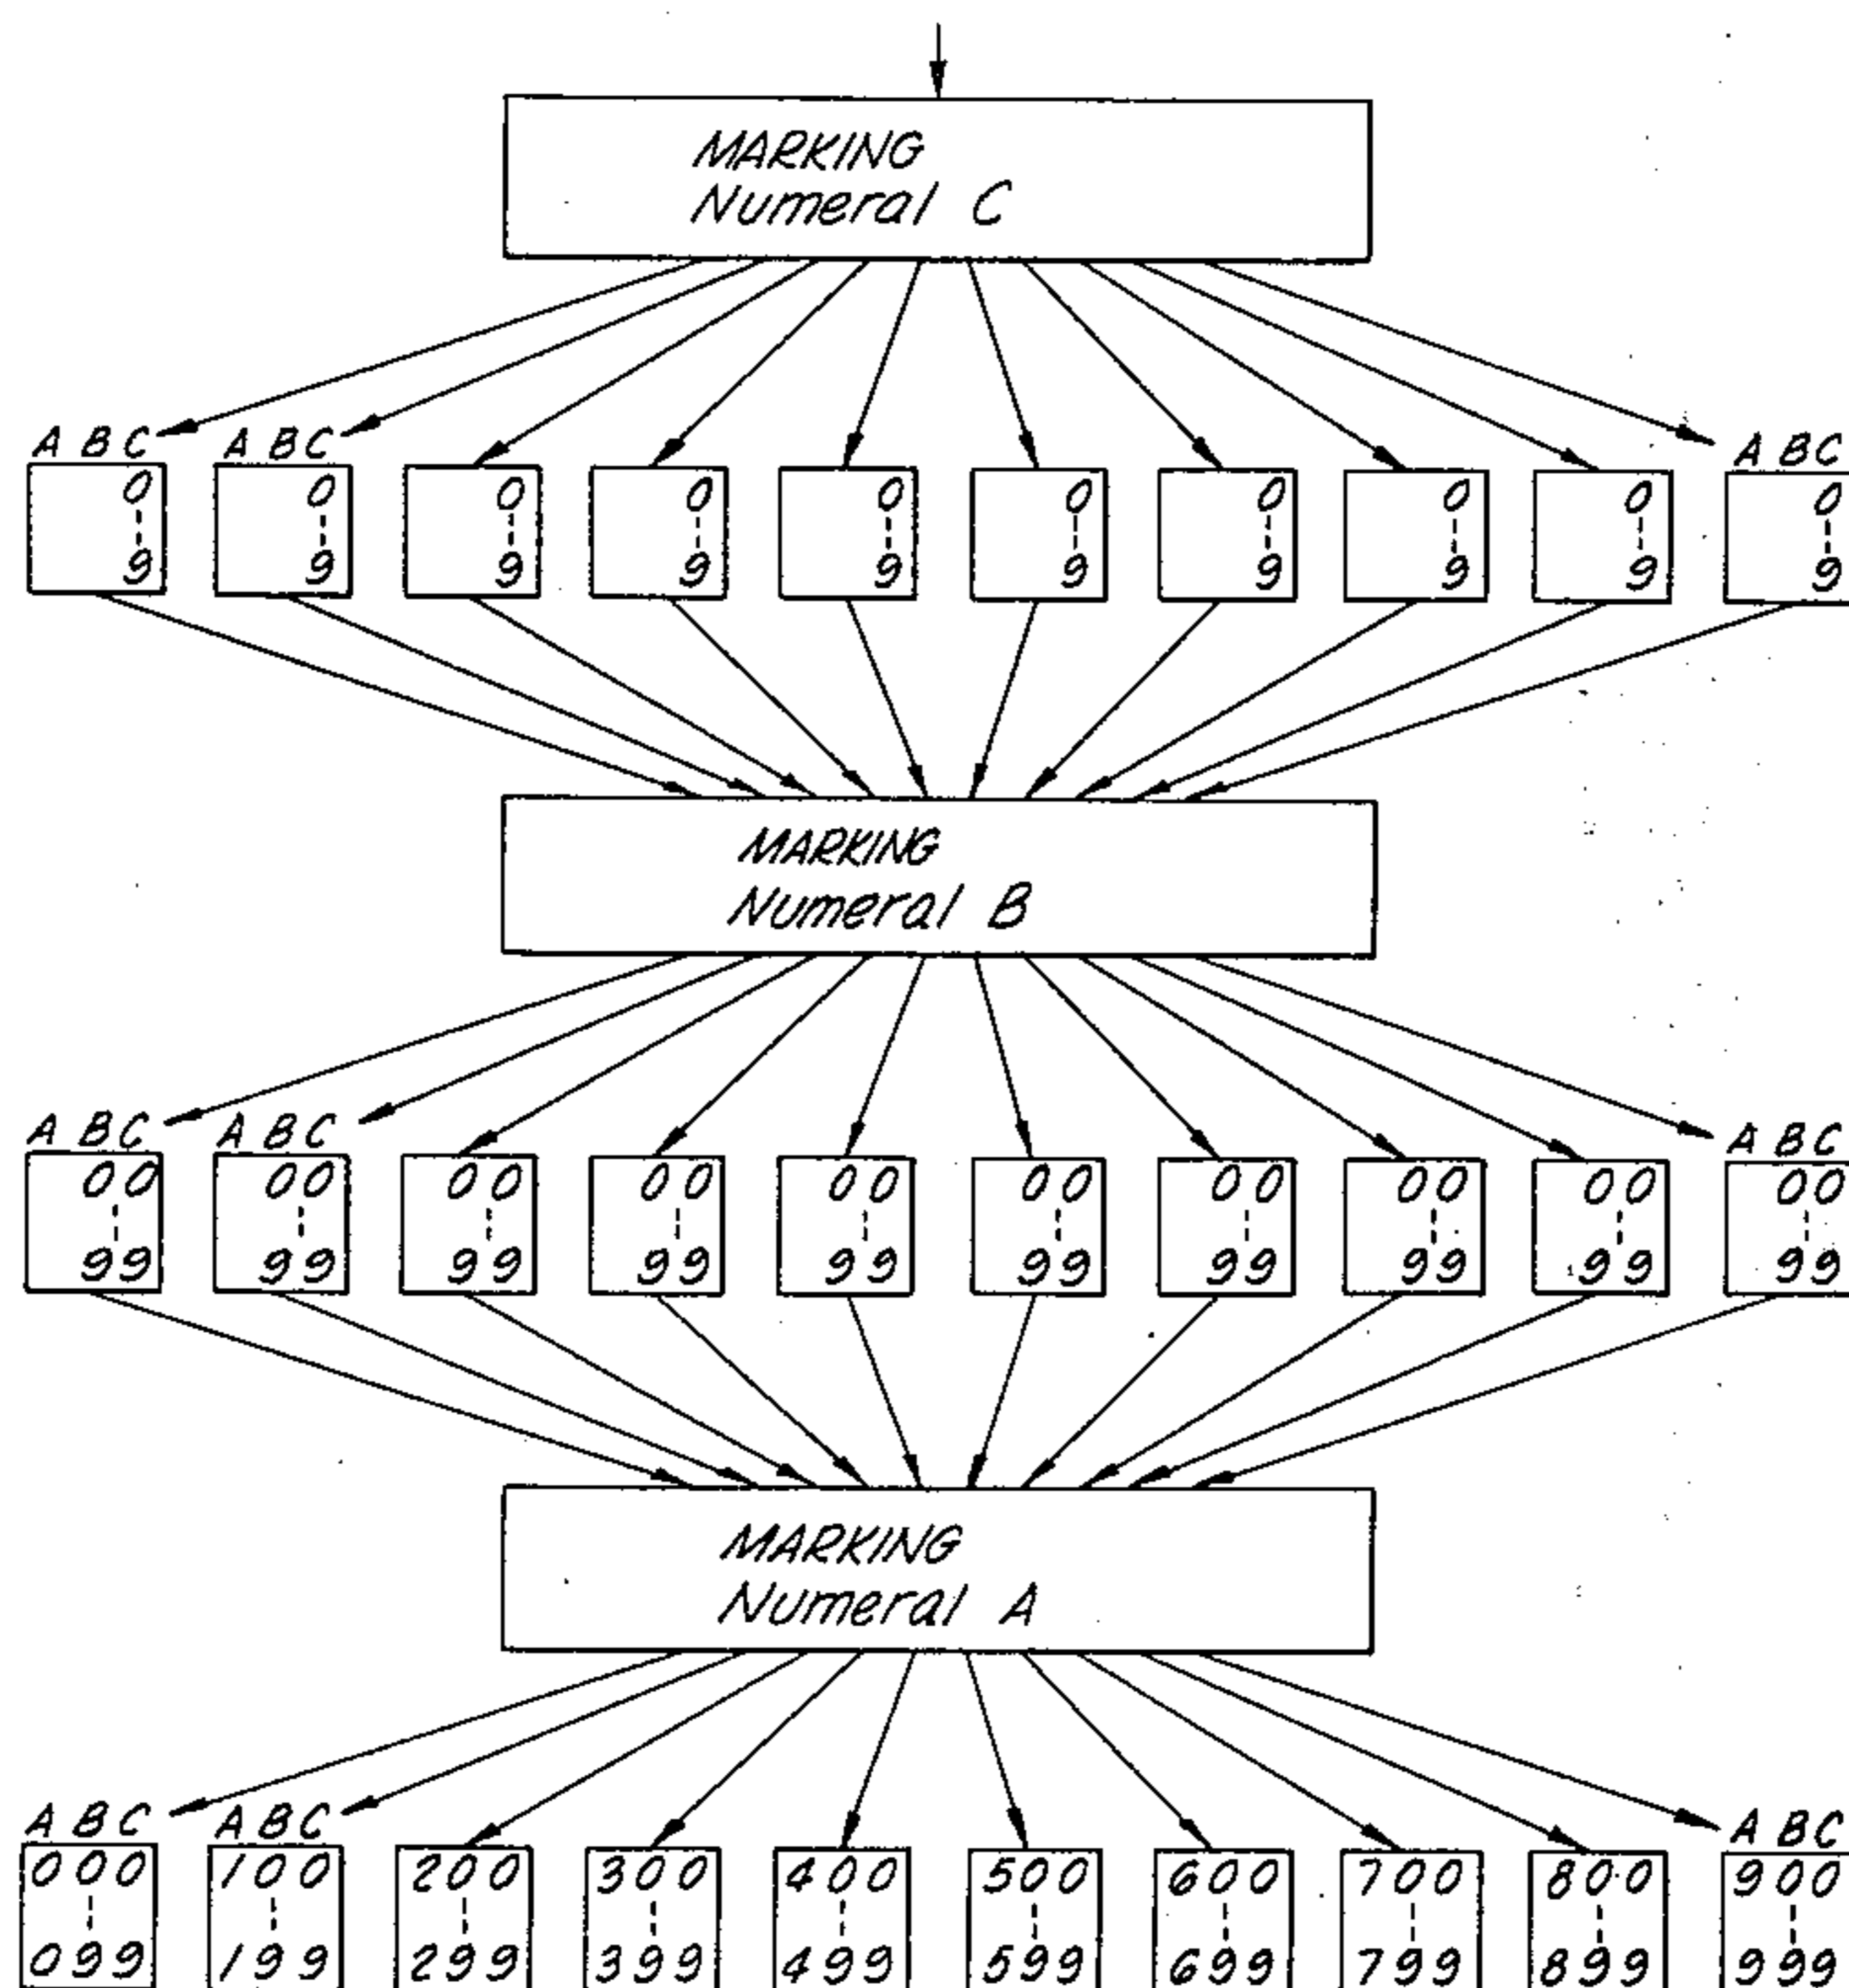 MARKING
Numeral C
A B C A B C A B C
0 0 0 0 0 0 0 0 0 0
9 9 9 9 9 9 9 9 9 9
MARKING
Numeral B
A B C A B C A B C
00 00 00 00 00 00 00 00 00 00
99 99 99 99 99 99 99 99 99 99
MARKING
Numeral A
A B C A B C A B C
000 100 200 300 400 500 600 700 800 900
099 199 299 399 499 599 699 799 899 999